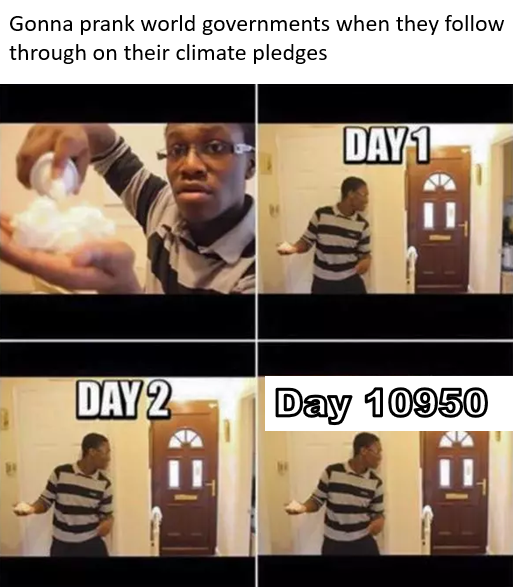 Gonna prank world governments when they follow
through on their climate pledges
DAY 1
DAY 2
Day 10950